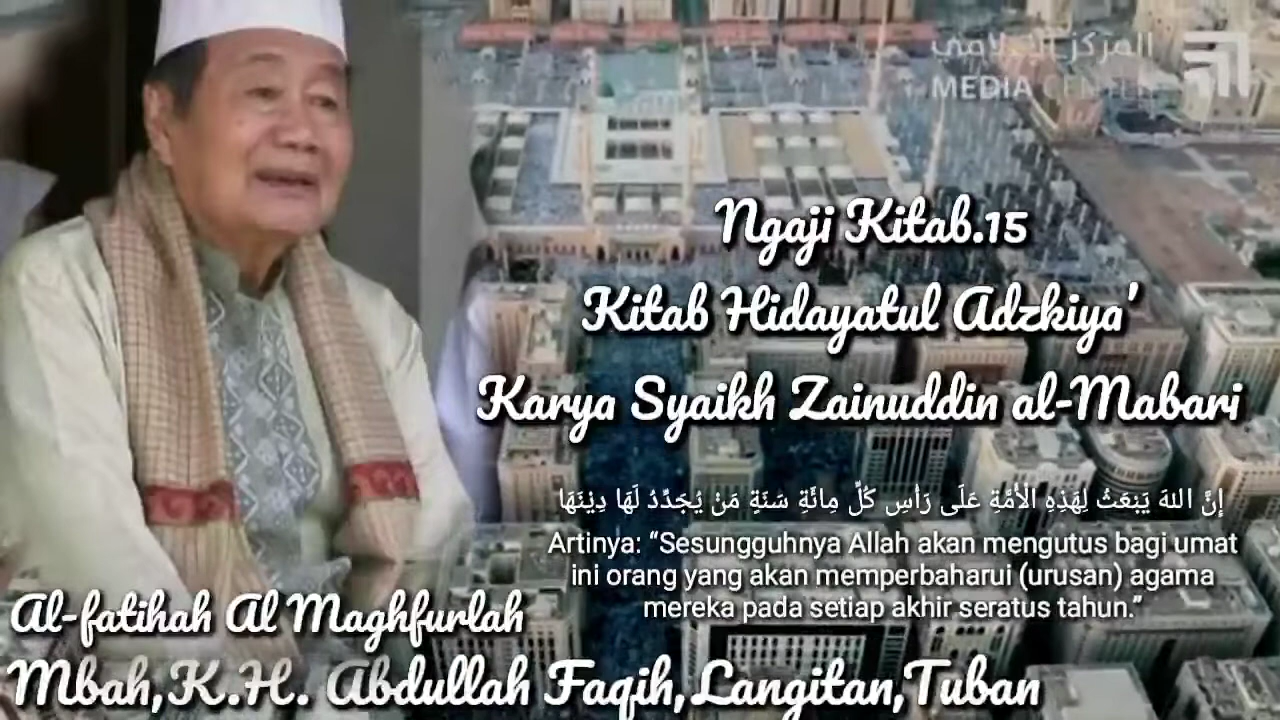 المركز الإعلامي
MEDIA CENTER
Ngaji Kitab.15
Kitab Hidayatul Adzkiya'
Karya Syaikh Zainuddin al-Mabari
إِنَّ اللهَ يَبْعَثُ لِهَذِهِ الْأُمَّةِ عَلَى رَأْسِ كُلِّ مِائَةِ سَنَةٍ مَنْ يُجَدِّدُ لَهَا دِيْنَهَا
Artinya: “Sesungguhnya Allah akan mengutus bagi umat
ini orang yang akan memperbaharui (urusan) agama
mereka pada setiap akhir seratus tahun.”
Al-fatihah Al Maghfurlah
Mbah,K.H. Abdullah Faqih,Langitan,Tuban